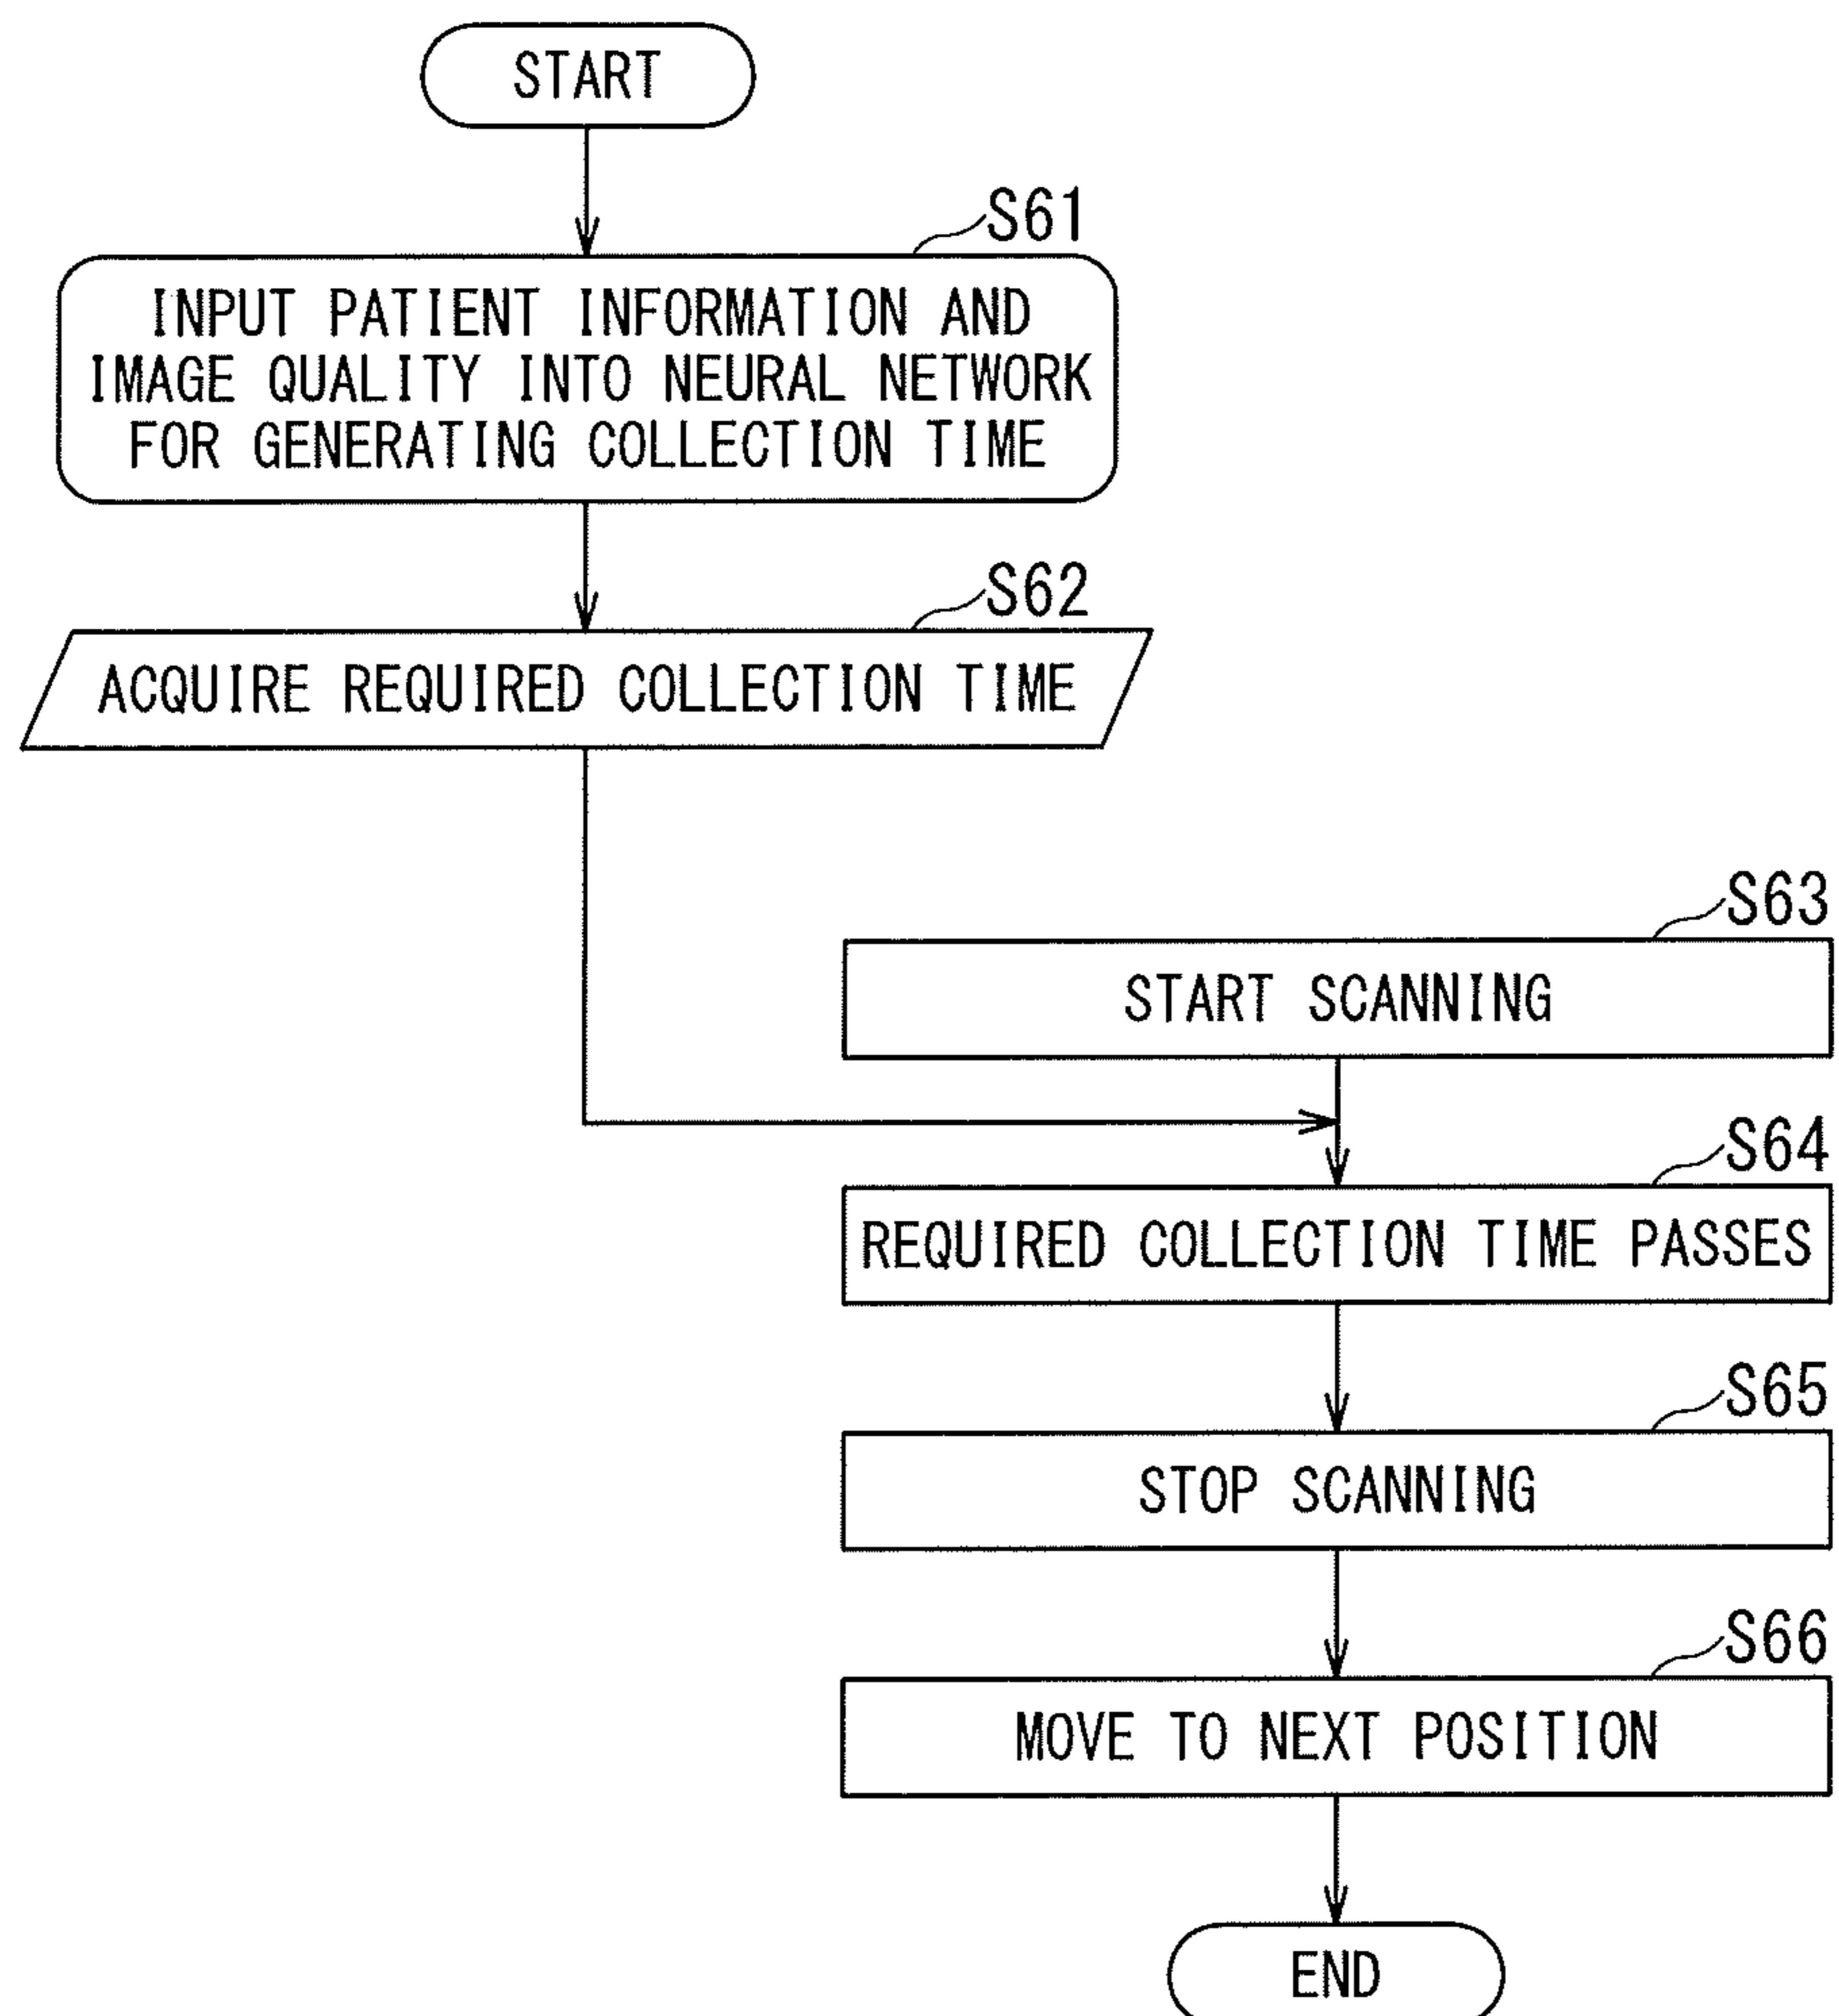 START
S61
INPUT PATIENT INFORMATION AND
IMAGE QUALITY INTO NEURAL NETWORK
FOR GENERATING COLLECTION TIME
S62
ACQUIRE REQUIRED COLLECTION TIME
S63
START SCANNING
S64
REQUIRED COLLECTION TIME PASSES
S65
STOP SCANNING
S66
MOVE TO NEXT POSITION
END